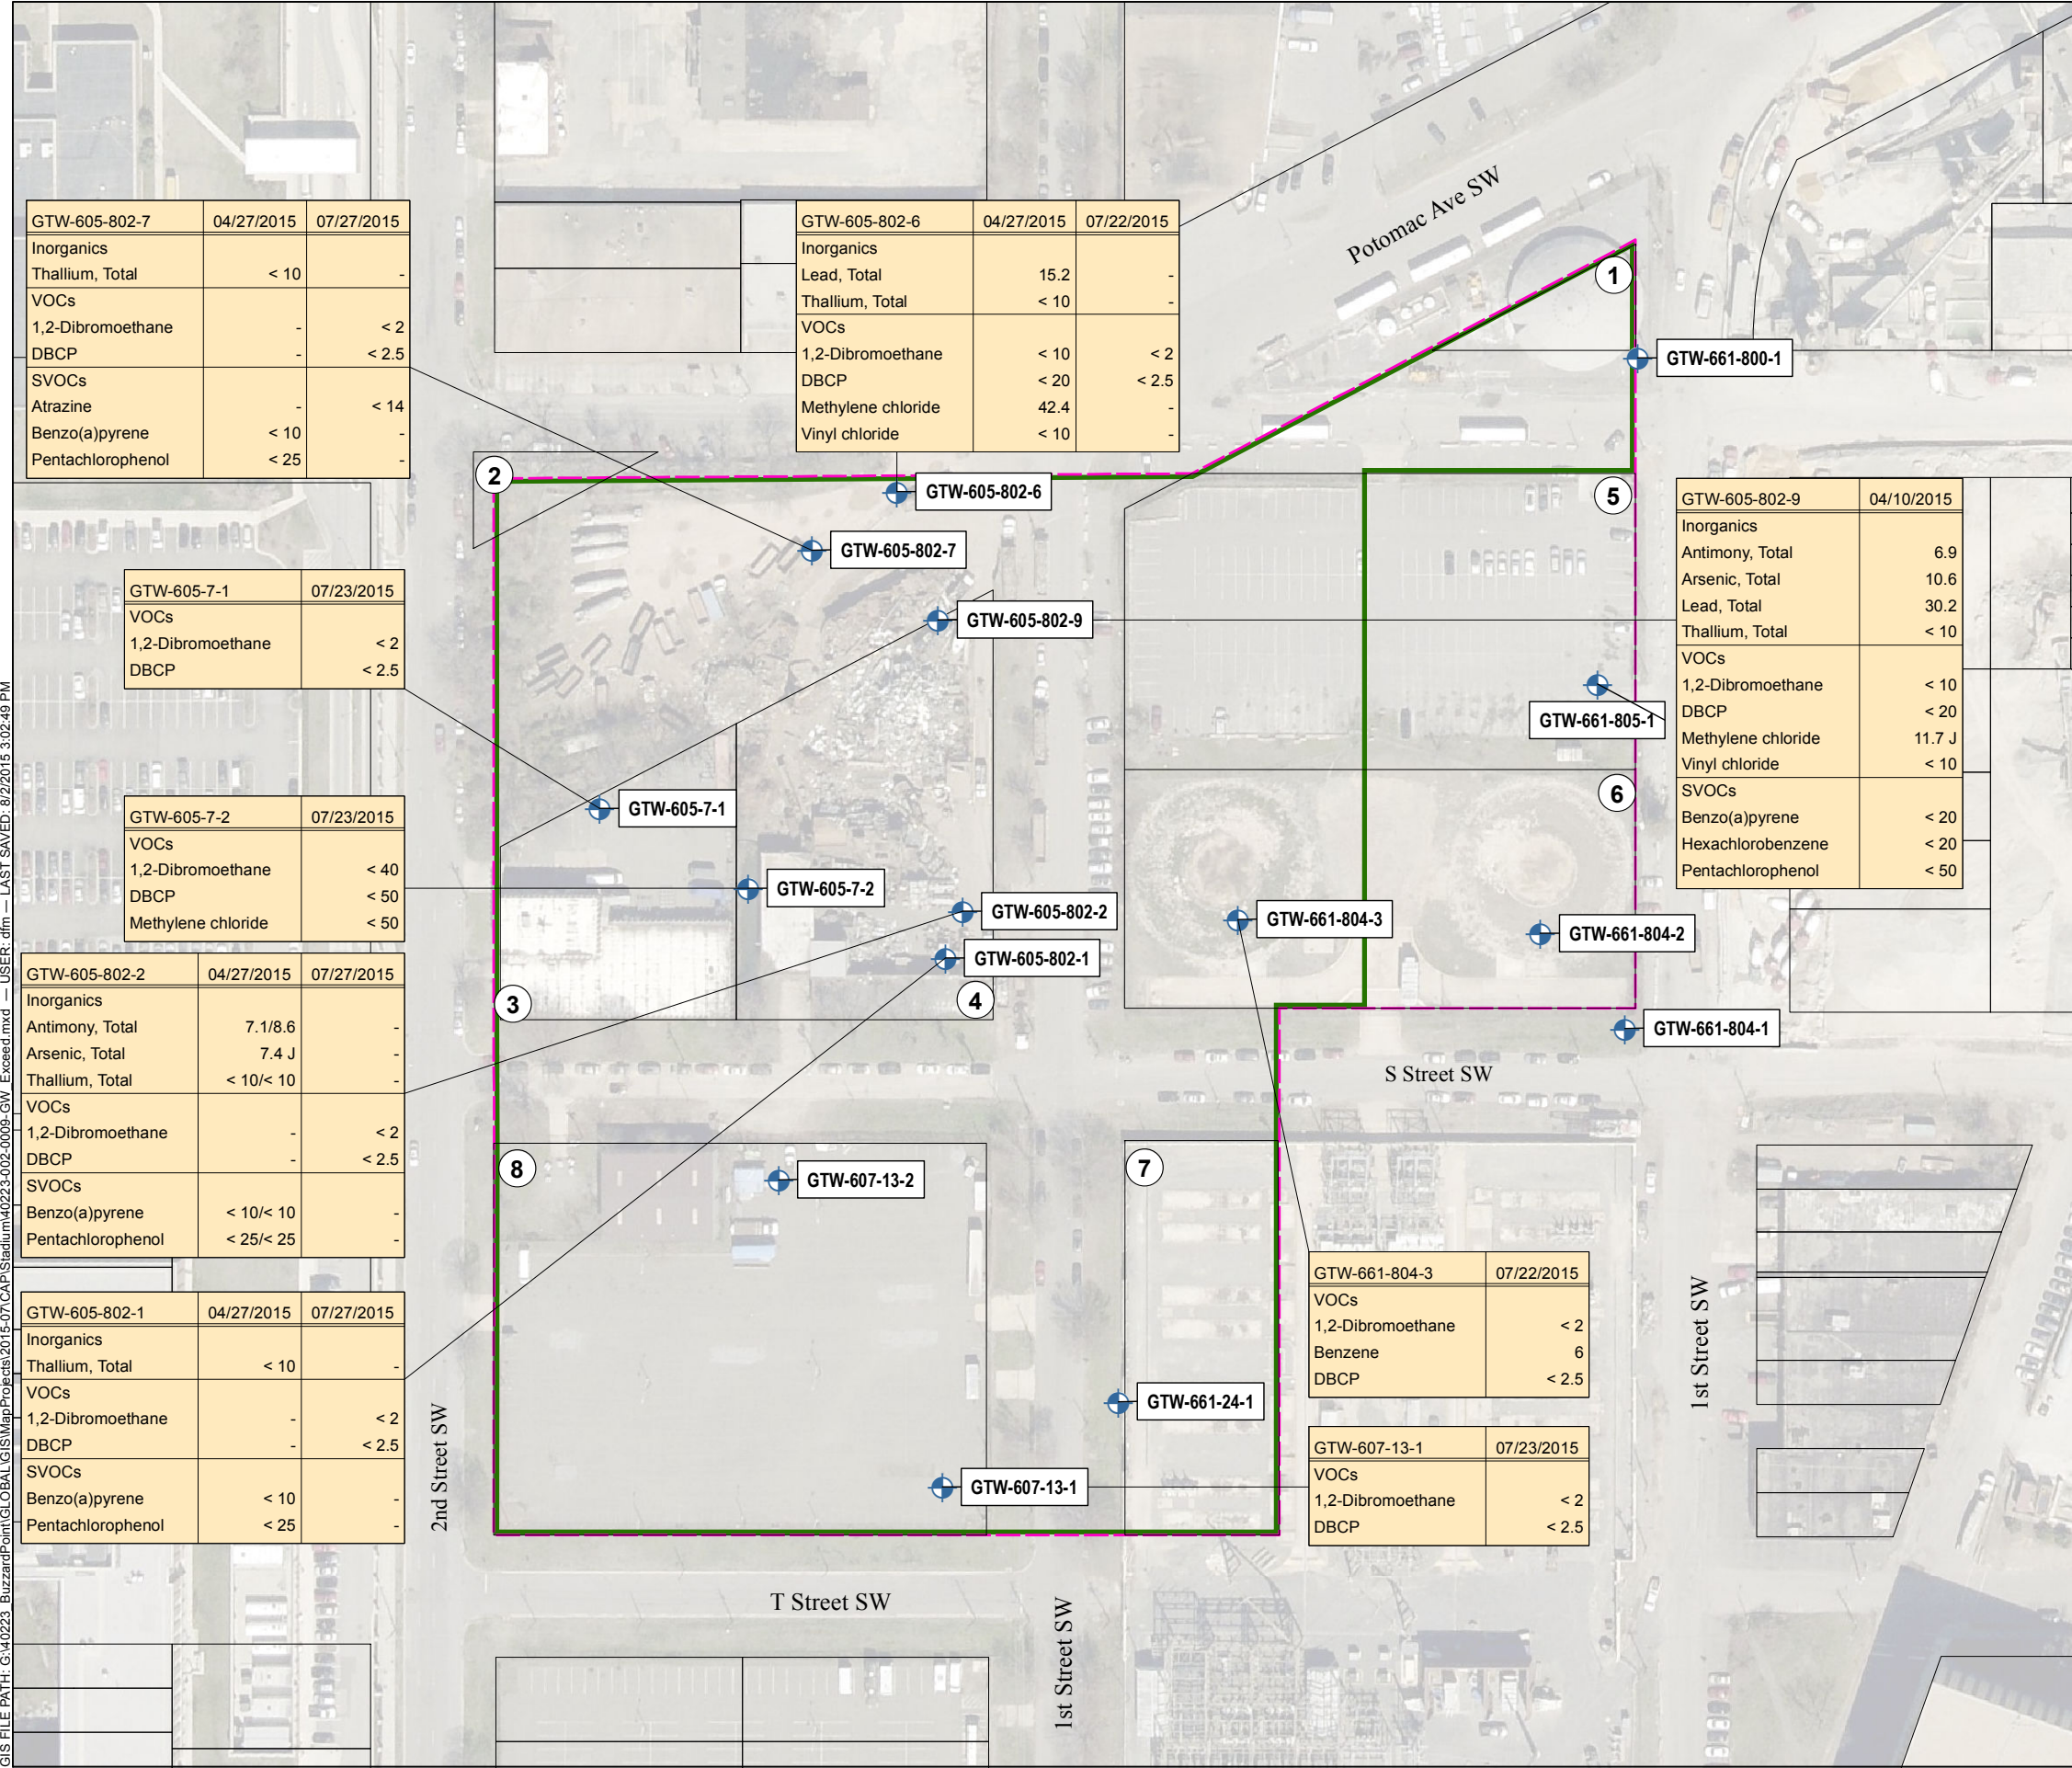 GTW-605-802-7 04/27/2015 07/27/2015
Inorganics
Thallium, Total < 10 -
VOCs
1,2-Dibromoethane - < 2
DBCP - < 2.5
SVOCs
Atrazine - < 14
Benzo(a)pyrene < 10 -
Pentachlorophenol < 25 -
GTW-605-802-6 04/27/2015 07/22/2015
Inorganics
Lead, Total 15.2 -
Thallium, Total < 10 -
VOCs
1,2-Dibromoethane < 10 < 2
DBCP < 20 < 2.5
Methylene chloride 42.4 -
Vinyl chloride < 10 -
Potomac Ave SW
1
GTW-661-800-1
2
GTW-605-802-6
5
GTW-605-802-7
GTW-605-802-9
GTW-605-802-9 04/10/2015
Inorganics
Antimony, Total 6.9
Arsenic, Total 10.6
Lead, Total 30.2
Thallium, Total < 10
VOCs
1,2-Dibromoethane < 10
DBCP < 20
Methylene chloride 11.7 J
Vinyl chloride < 10
SVOCs
Benzo(a)pyrene < 20
Hexachlorobenzene < 20
Pentachlorophenol < 50
GTW-605-7-1 07/23/2015
VOCs
1,2-Dibromoethane < 2
DBCP < 2.5
GTW-661-805-1
6
GTW-605-7-1
GTW-605-7-2 07/23/2015
VOCs
1,2-Dibromoethane < 40
DBCP < 50
Methylene chloride < 50
GTW-605-7-2
GTW-605-802-2
GTW-661-804-3
GTW-661-804-2
GTW-605-802-1
3
4
GTW-661-804-1
S Street SW
GTW-605-802-2 04/27/2015 07/27/2015
Inorganics
Antimony, Total 7.1/8.6 -
Arsenic, Total 7.4 J -
Thallium, Total < 10/< 10 -
VOCs
1,2-Dibromoethane - < 2
DBCP - < 2.5
SVOCs
Benzo(a)pyrene < 10/< 10 -
Pentachlorophenol < 25/< 25 -
8
7
GTW-607-13-2
GTW-605-802-1 04/27/2015 07/27/2015
Inorganics
Thallium, Total < 10 -
VOCs
1,2-Dibromoethane - < 2
DBCP - < 2.5
SVOCs
Benzo(a)pyrene < 10 -
Pentachlorophenol < 25 -
GTW-661-804-3 07/22/2015
VOCs
1,2-Dibromoethane < 2
Benzene 6
DBCP < 2.5
GTW-661-24-1
GTW-607-13-1
GTW-607-13-1 07/23/2015
VOCs
1,2-Dibromoethane < 2
DBCP < 2.5
2nd Street SW
1st Street SW
T Street SW
1st Street SW
GIS FILE PATH: G:\40223_BuzzardPoint\GLOBAL\GIS\MapProjects\2015-07\CAP\Stadium\40223-002-0009-GW_Exceed.mxd — USER: dfm — LAST SAVED: 8/2/2015 3:02:49 PM